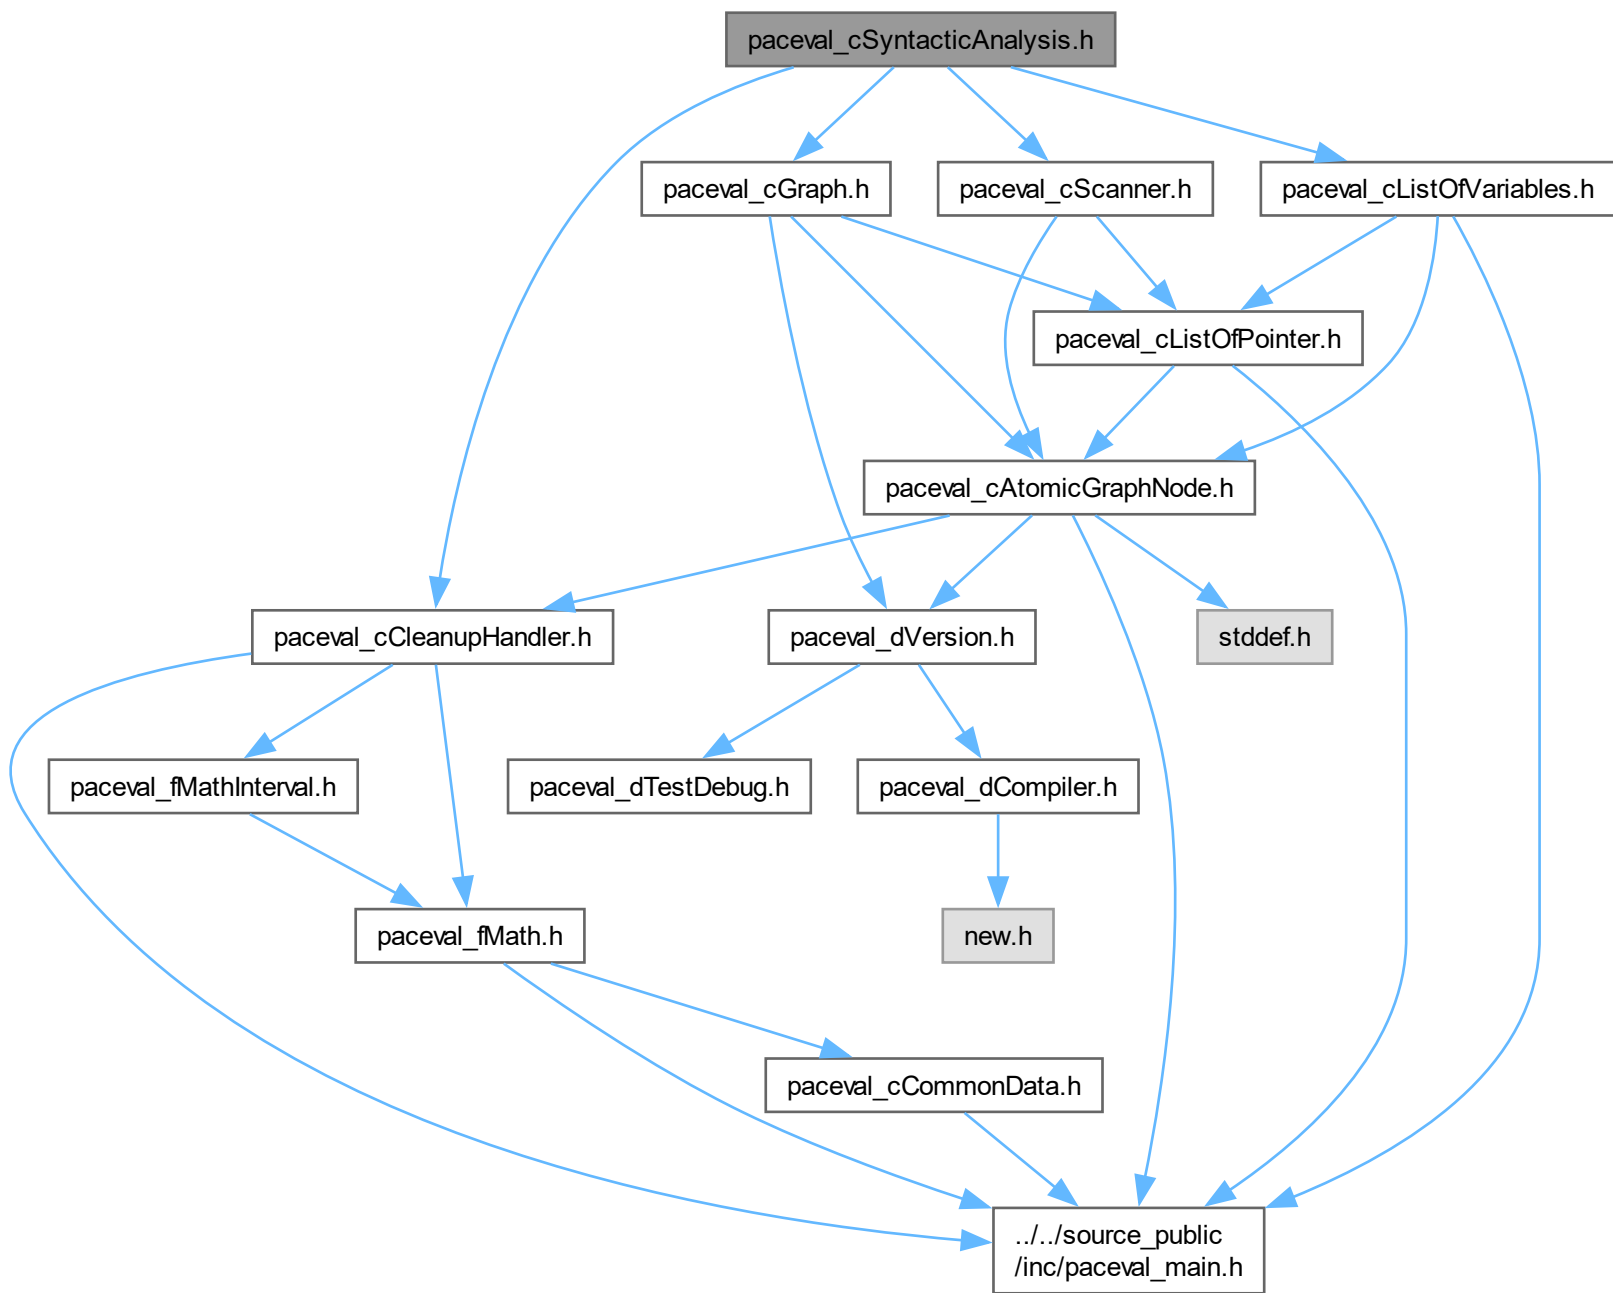 paceval_cSyntacticAnalysis.h
paceval_cGraph.h
paceval_cScanner.h
paceval_cListOfVariables.h
paceval_cListOfPointer.h
paceval_cAtomicGraphNode.h
paceval_cCleanupHandler.h
paceval_dVersion.h
stddef.h
paceval_fMathInterval.h
paceval_dTestDebug.h
paceval_dCompiler.h
paceval_fMath.h
new.h
paceval_cCommonData.h
../../source_public
/inc/paceval_main.h